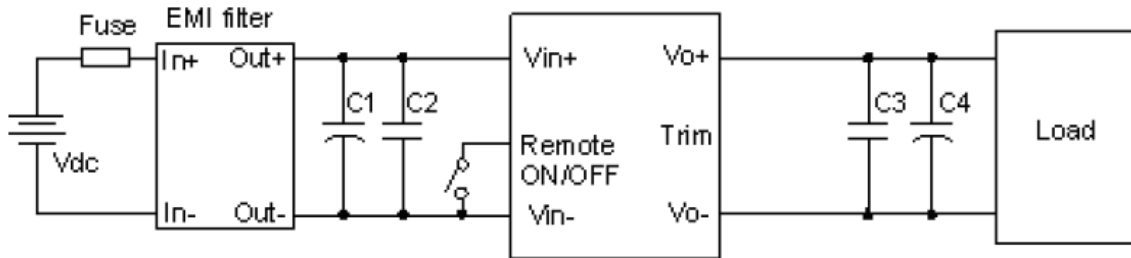 Fuse
EMI filter
In+ Out+
C1 C2
Vdc
In- Out-
Vin+ Vo+
Remote Trim
ON/OFF
Vin- Vo-
C3 C4
Load